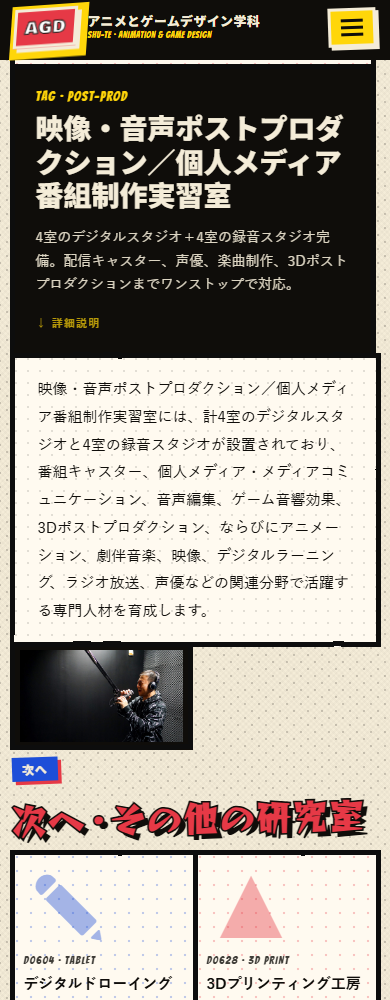 AGD
アニメとゲームデザイン学科
SHU-TE · ANIMATION & GAME DESIGN
TAG · POST-PROD
映像・音声ポストプロダ
クション／個人メディア
番組制作実習室
4室のデジタルスタジオ＋4室の録音スタジオ完
備。配信キャスター、声優、楽曲制作、3Dポスト
プロダクションまでワンストップで対応。
↓ 詳細説明
映像・音声ポストプロダクション／個人メディ
ア番組制作実習室には、計4室のデジタルスタ
ジオと4室の録音スタジオが設置されており、
番組キャスター、個人メディア・メディアコミ
ュニケーション、音声編集、ゲーム音響効果、
3Dポストプロダクション、ならびにアニメー
ション、劇伴音楽、映像、デジタルラーニン
グ、ラジオ放送、声優などの関連分野で活躍す
る専門人材を育成します。
次へ
次へ・その他の研究室
D0604 · TABLET
デジタルドローイング
D0628 · 3D PRINT
3Dプリンティング工房